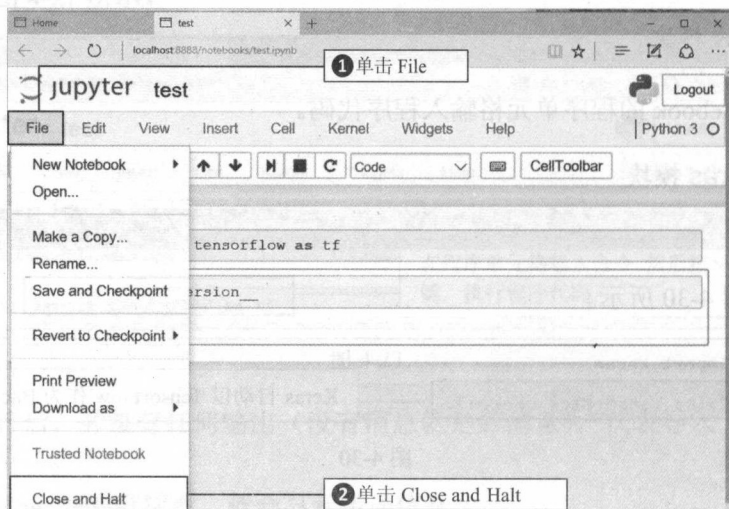 Home
test × +
localhost:8888/notebooks/test.ipynb
❶单击 File
jupyter test
Logout
File Edit View Insert Cell Kernel Widgets Help
Python 3
New Notebook
Code
CellToolbar
Open...
Make a Copy...
tensorflow as tf
Rename...
Save and Checkpoint
ersion__
Revert to Checkpoint
Print Preview
Download as
Trusted Notebook
Close and Halt
❷单击 Close and Halt